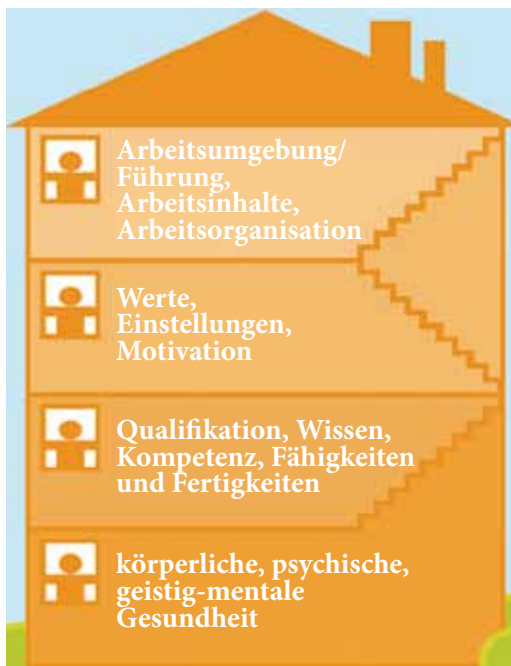 Arbeitsumgebung/
Führung,
Arbeitsinhalte,
Arbeitsorganisation
Werte,
Einstellungen,
Motivation
Qualifikation, Wissen,
Kompetenz, Fähigkeiten
und Fertigkeiten
körperliche, psychische,
geistig-mentale
Gesundheit